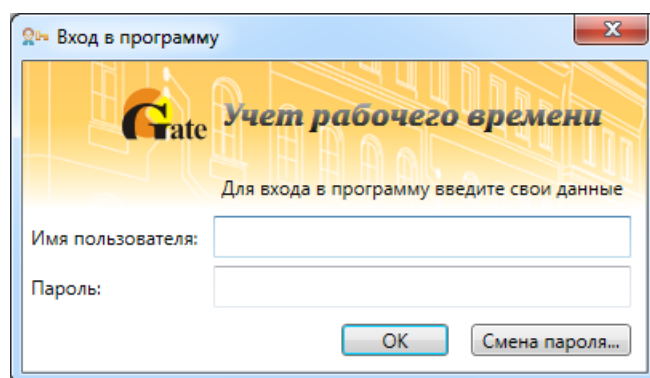 Вход в программу
Gate Учет рабочего времени
Для входа в программу введите свои данные
Имя пользователя:
Пароль:
OK Смена пароля...